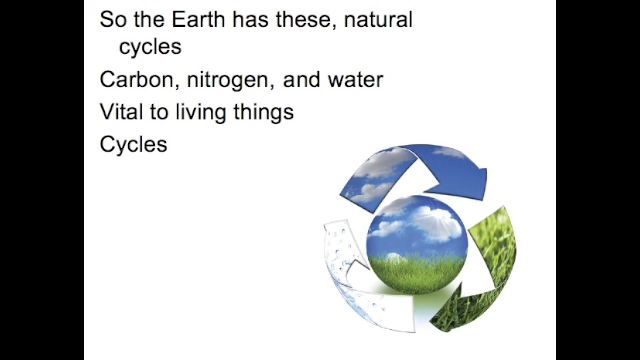 So the Earth has these, natural
cycles
Carbon, nitrogen, and water
Vital to living things
Cycles